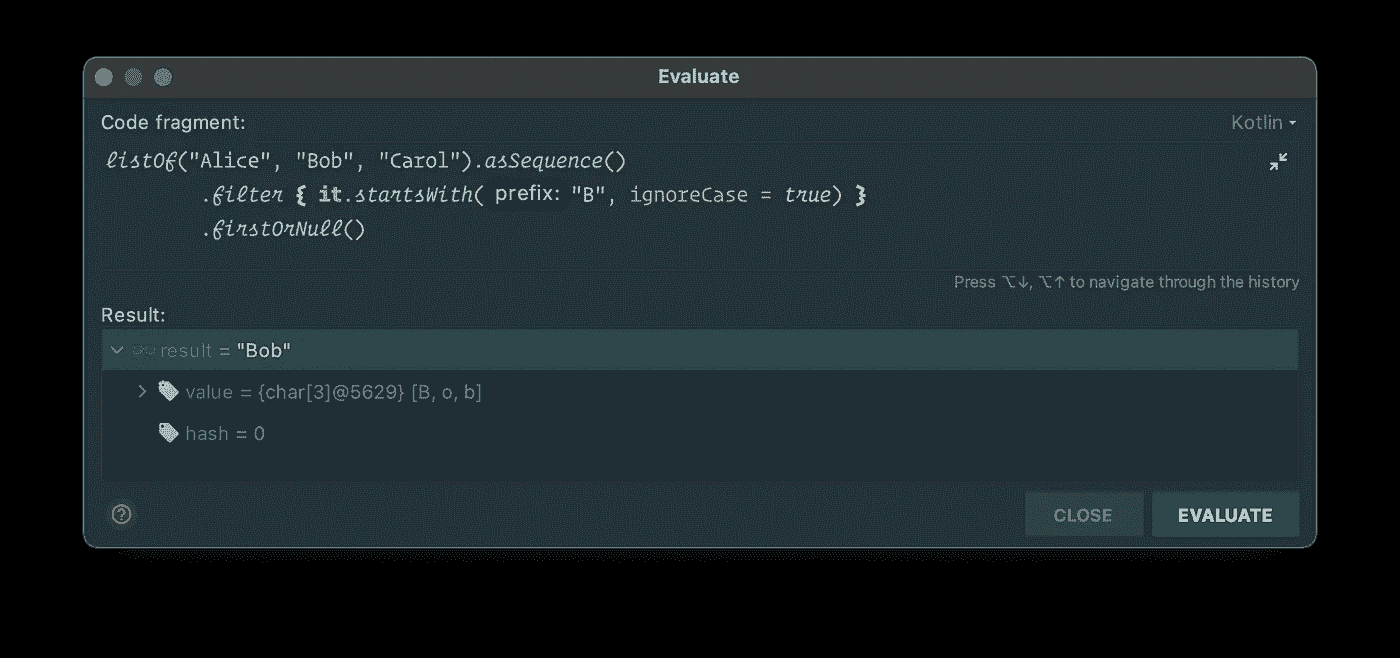 Evaluate
Code fragment:
Kotlin
listOf("Alice", "Bob", "Carol").asSequence()
.filter { it.startsWith( prefix: "B", ignoreCase = true) }
.firstOrNull()
Press ⌥↓, ⌥↑ to navigate through the history
Result:
result = "Bob"
value = {char[3]@5629} [B, o, b]
hash = 0
?
CLOSE
EVALUATE